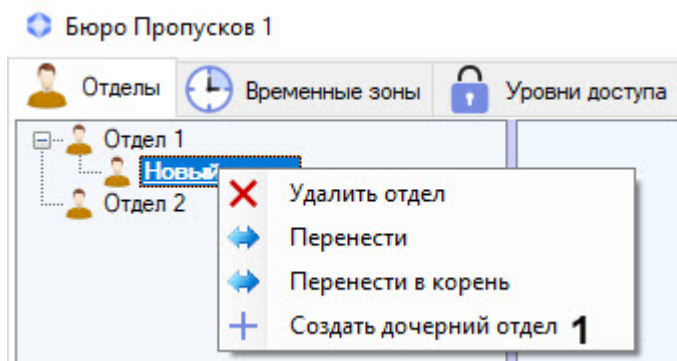 Бюро Пропусков 1
Отделы Временные зоны Уровни доступа
Отдел 1
Новый
Отдел 2
Удалить отдел
Перенести
Перенести в корень
Создать дочерний отдел 1